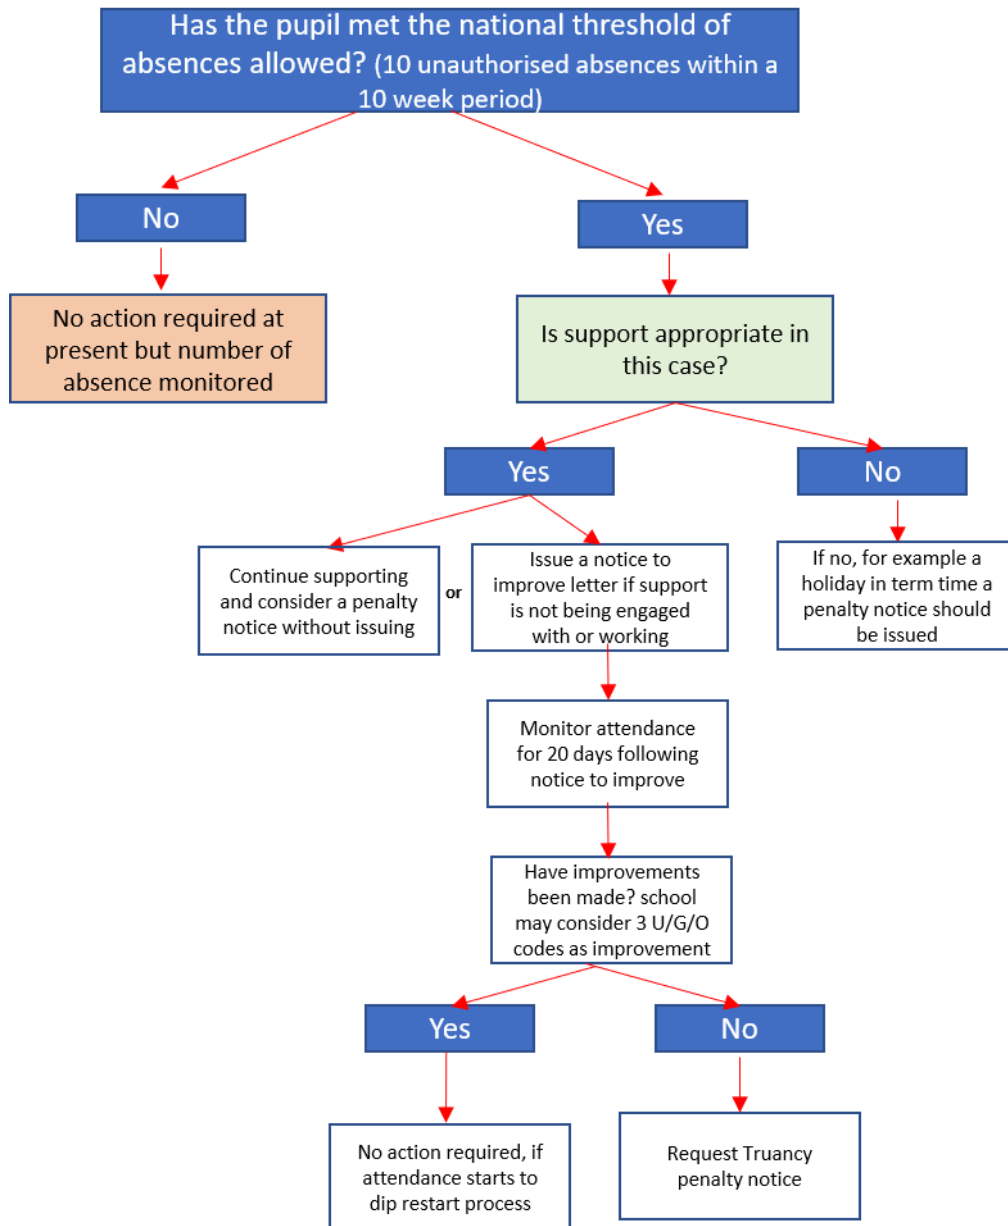 Has the pupil met the national threshold of
absences allowed? (10 unauthorised absences within a
10 week period)
No
Yes
No action required at
present but number of
absence monitored
Is support appropriate in
this case?
Yes
No
Continue supporting
and consider a penalty
notice without issuing
or
Issue a notice to
improve letter if support
is not being engaged
with or working
If no, for example a
holiday in term time a
penalty notice should
be issued
Monitor attendance
for 20 days following
notice to improve
Have improvements
been made? school
may consider 3 U/G/O
codes as improvement
Yes
No
No action required, if
attendance starts to
dip restart process
Request Truancy
penalty notice